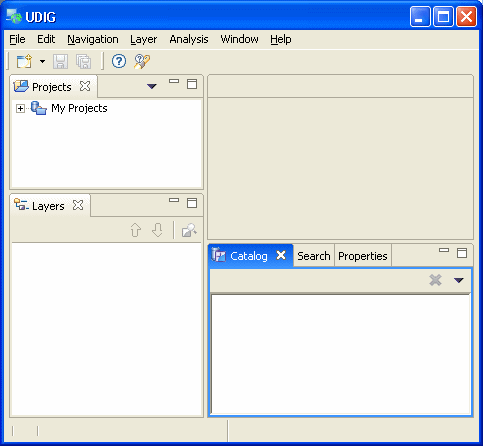 UDIG
File Edit Navigation Layer Analysis Window Help
Projects
My Projects
Layers
Catalog Search Properties